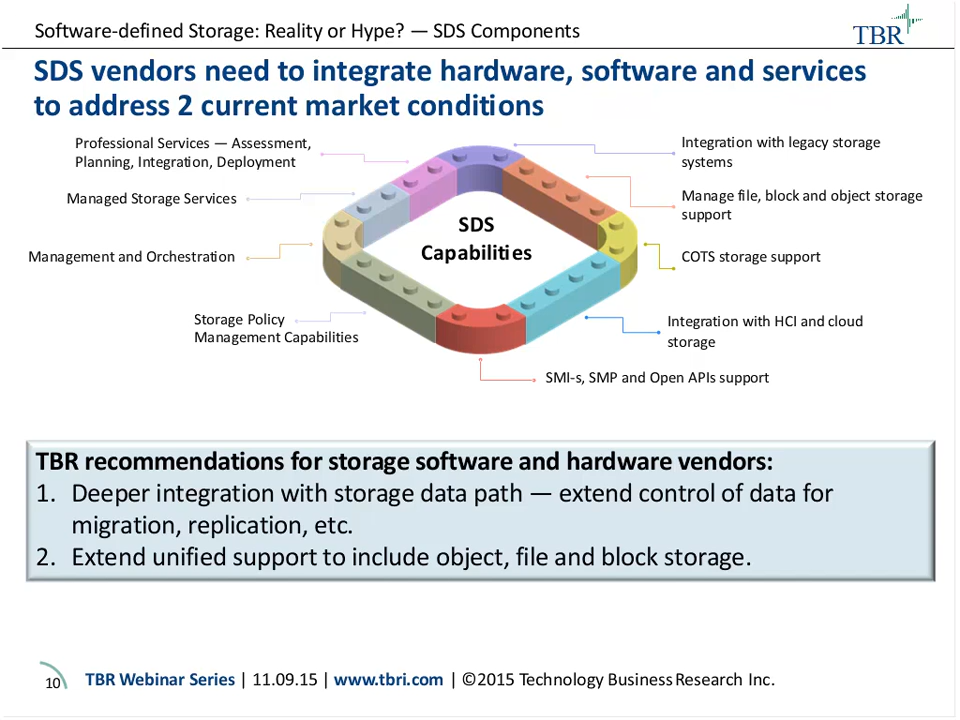 Software-defined Storage: Reality or Hype? — SDS Components
TBR
SDS vendors need to integrate hardware, software and services
to address 2 current market conditions
Professional Services — Assessment,
Planning, Integration, Deployment
Managed Storage Services
Management and Orchestration
Storage Policy
Management Capabilities
SDS
Capabilities
Integration with legacy storage
systems
Manage file, block and object storage
support
COTS storage support
Integration with HCI and cloud
storage
SMI-s, SMP and Open APIs support
TBR recommendations for storage software and hardware vendors:
1. Deeper integration with storage data path — extend control of data for
migration, replication, etc.
2. Extend unified support to include object, file and block storage.
10 TBR Webinar Series | 11.09.15 | www.tbri.com | ©2015 Technology Business Research Inc.